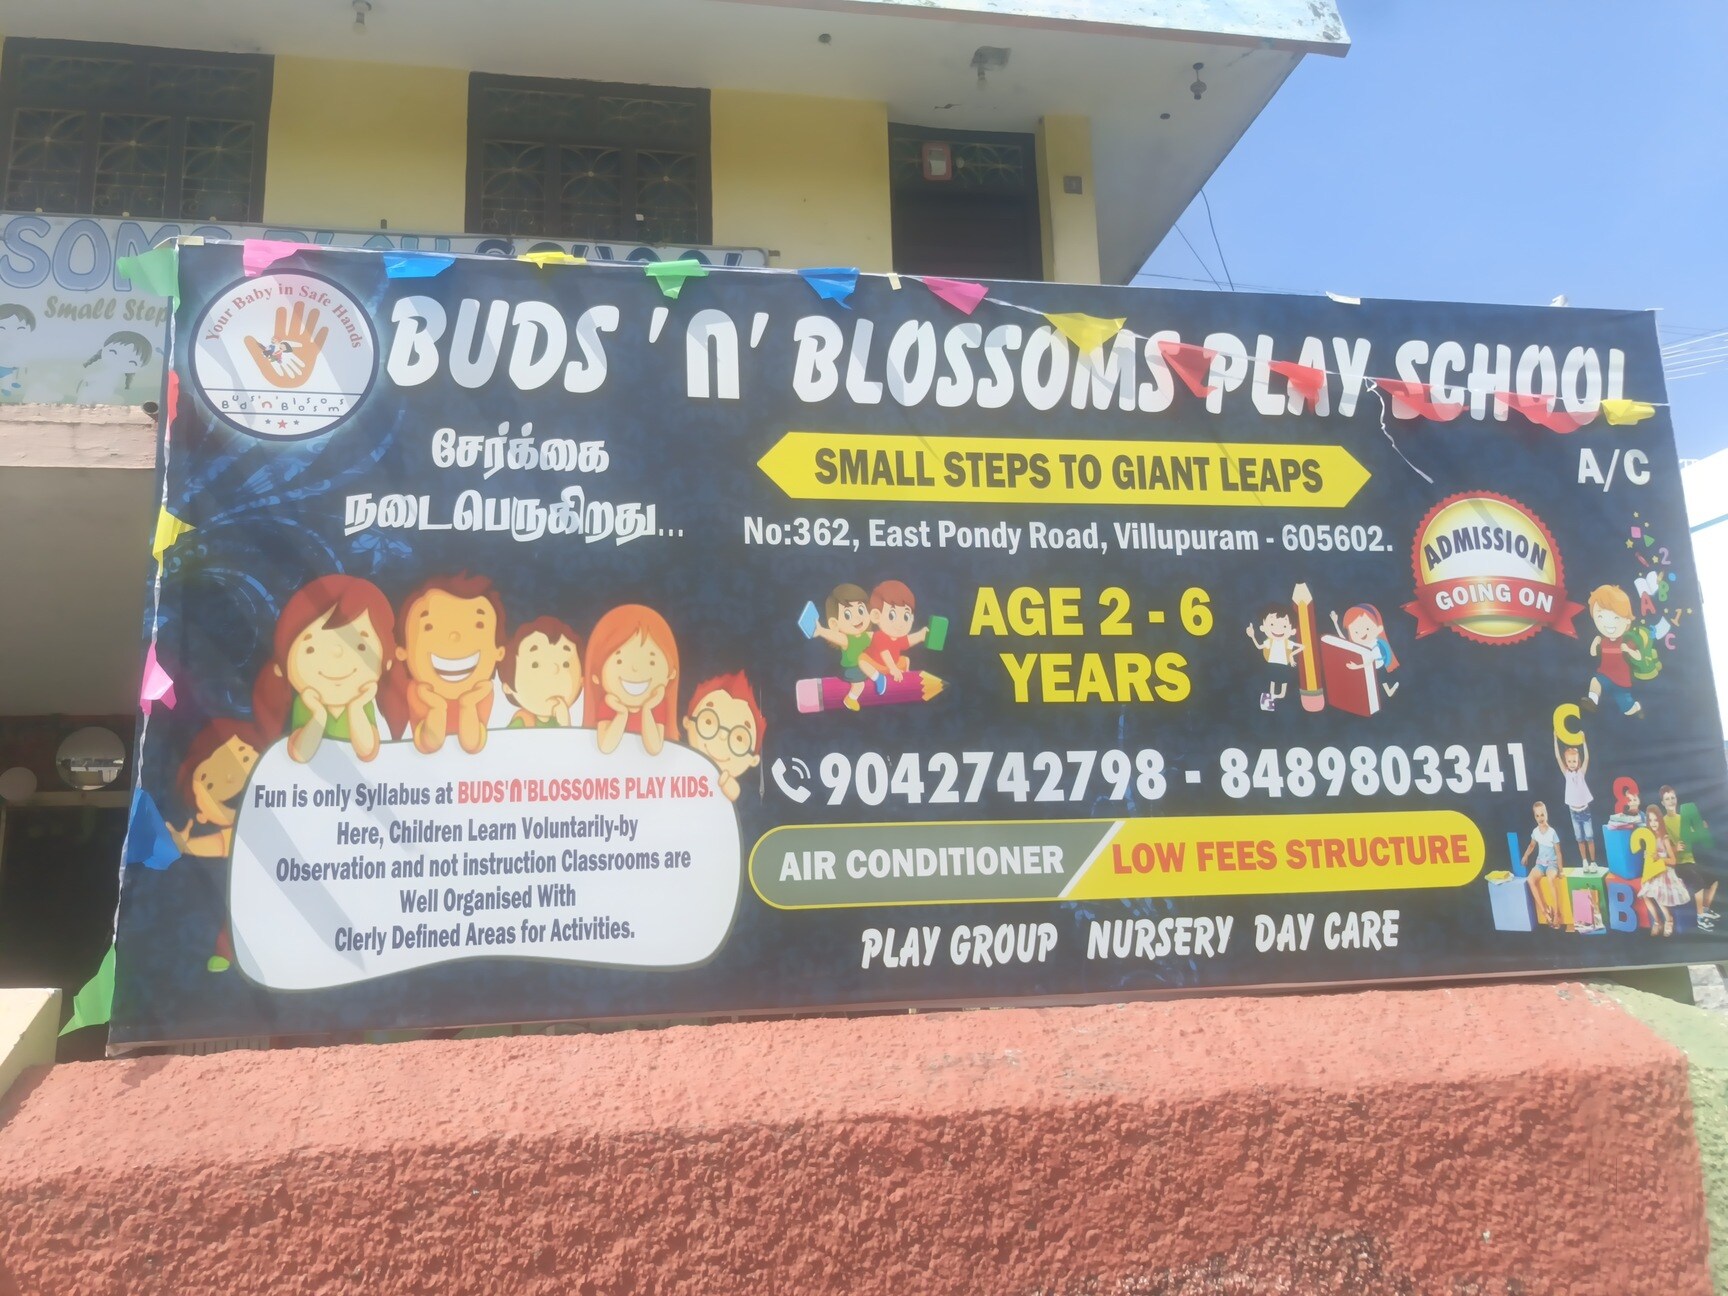 SOMS PLAY SCHOOL
Small Step
Your Baby in Safe Hands
BUDS 'n' BLOSSOMS PLAY SCHOOL
சேர்க்கை
நடைபெருகிறது...
SMALL STEPS TO GIANT LEAPS
A/C
No:362, East Pondy Road, Villupuram - 605602.
ADMISSION
GOING ON
AGE 2 - 6
YEARS
9042742798 - 8489803341
Fun is only Syllabus at BUDS'n'BLOSSOMS PLAY KIDS.
Here, Children Learn Voluntarily-by
Observation and not instruction Classrooms are
Well Organised With
Clerly Defined Areas for Activities.
AIR CONDITIONER LOW FEES STRUCTURE
PLAY GROUP NURSERY DAY CARE